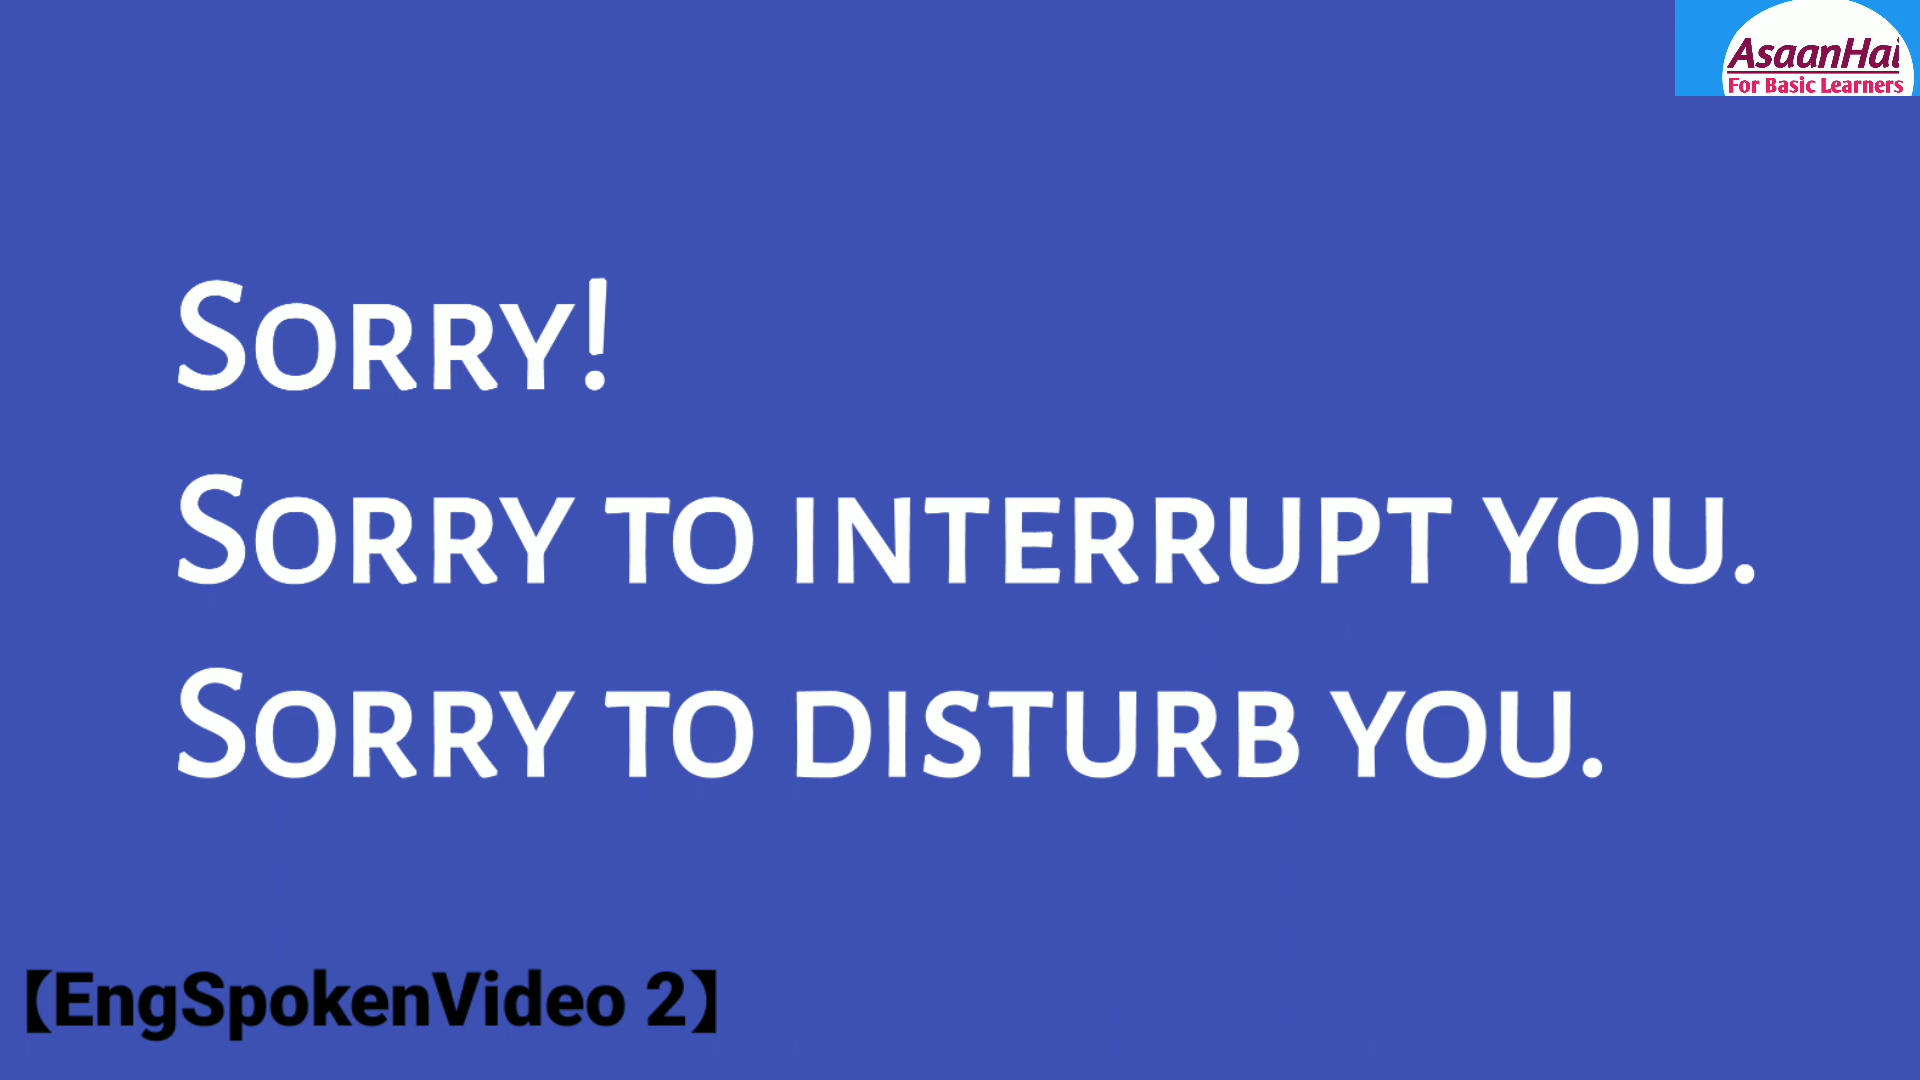 AsaanHai
For Basic Learners
Sorry!
Sorry to interrupt you.
Sorry to disturb you.
【EngSpokenVideo 2】